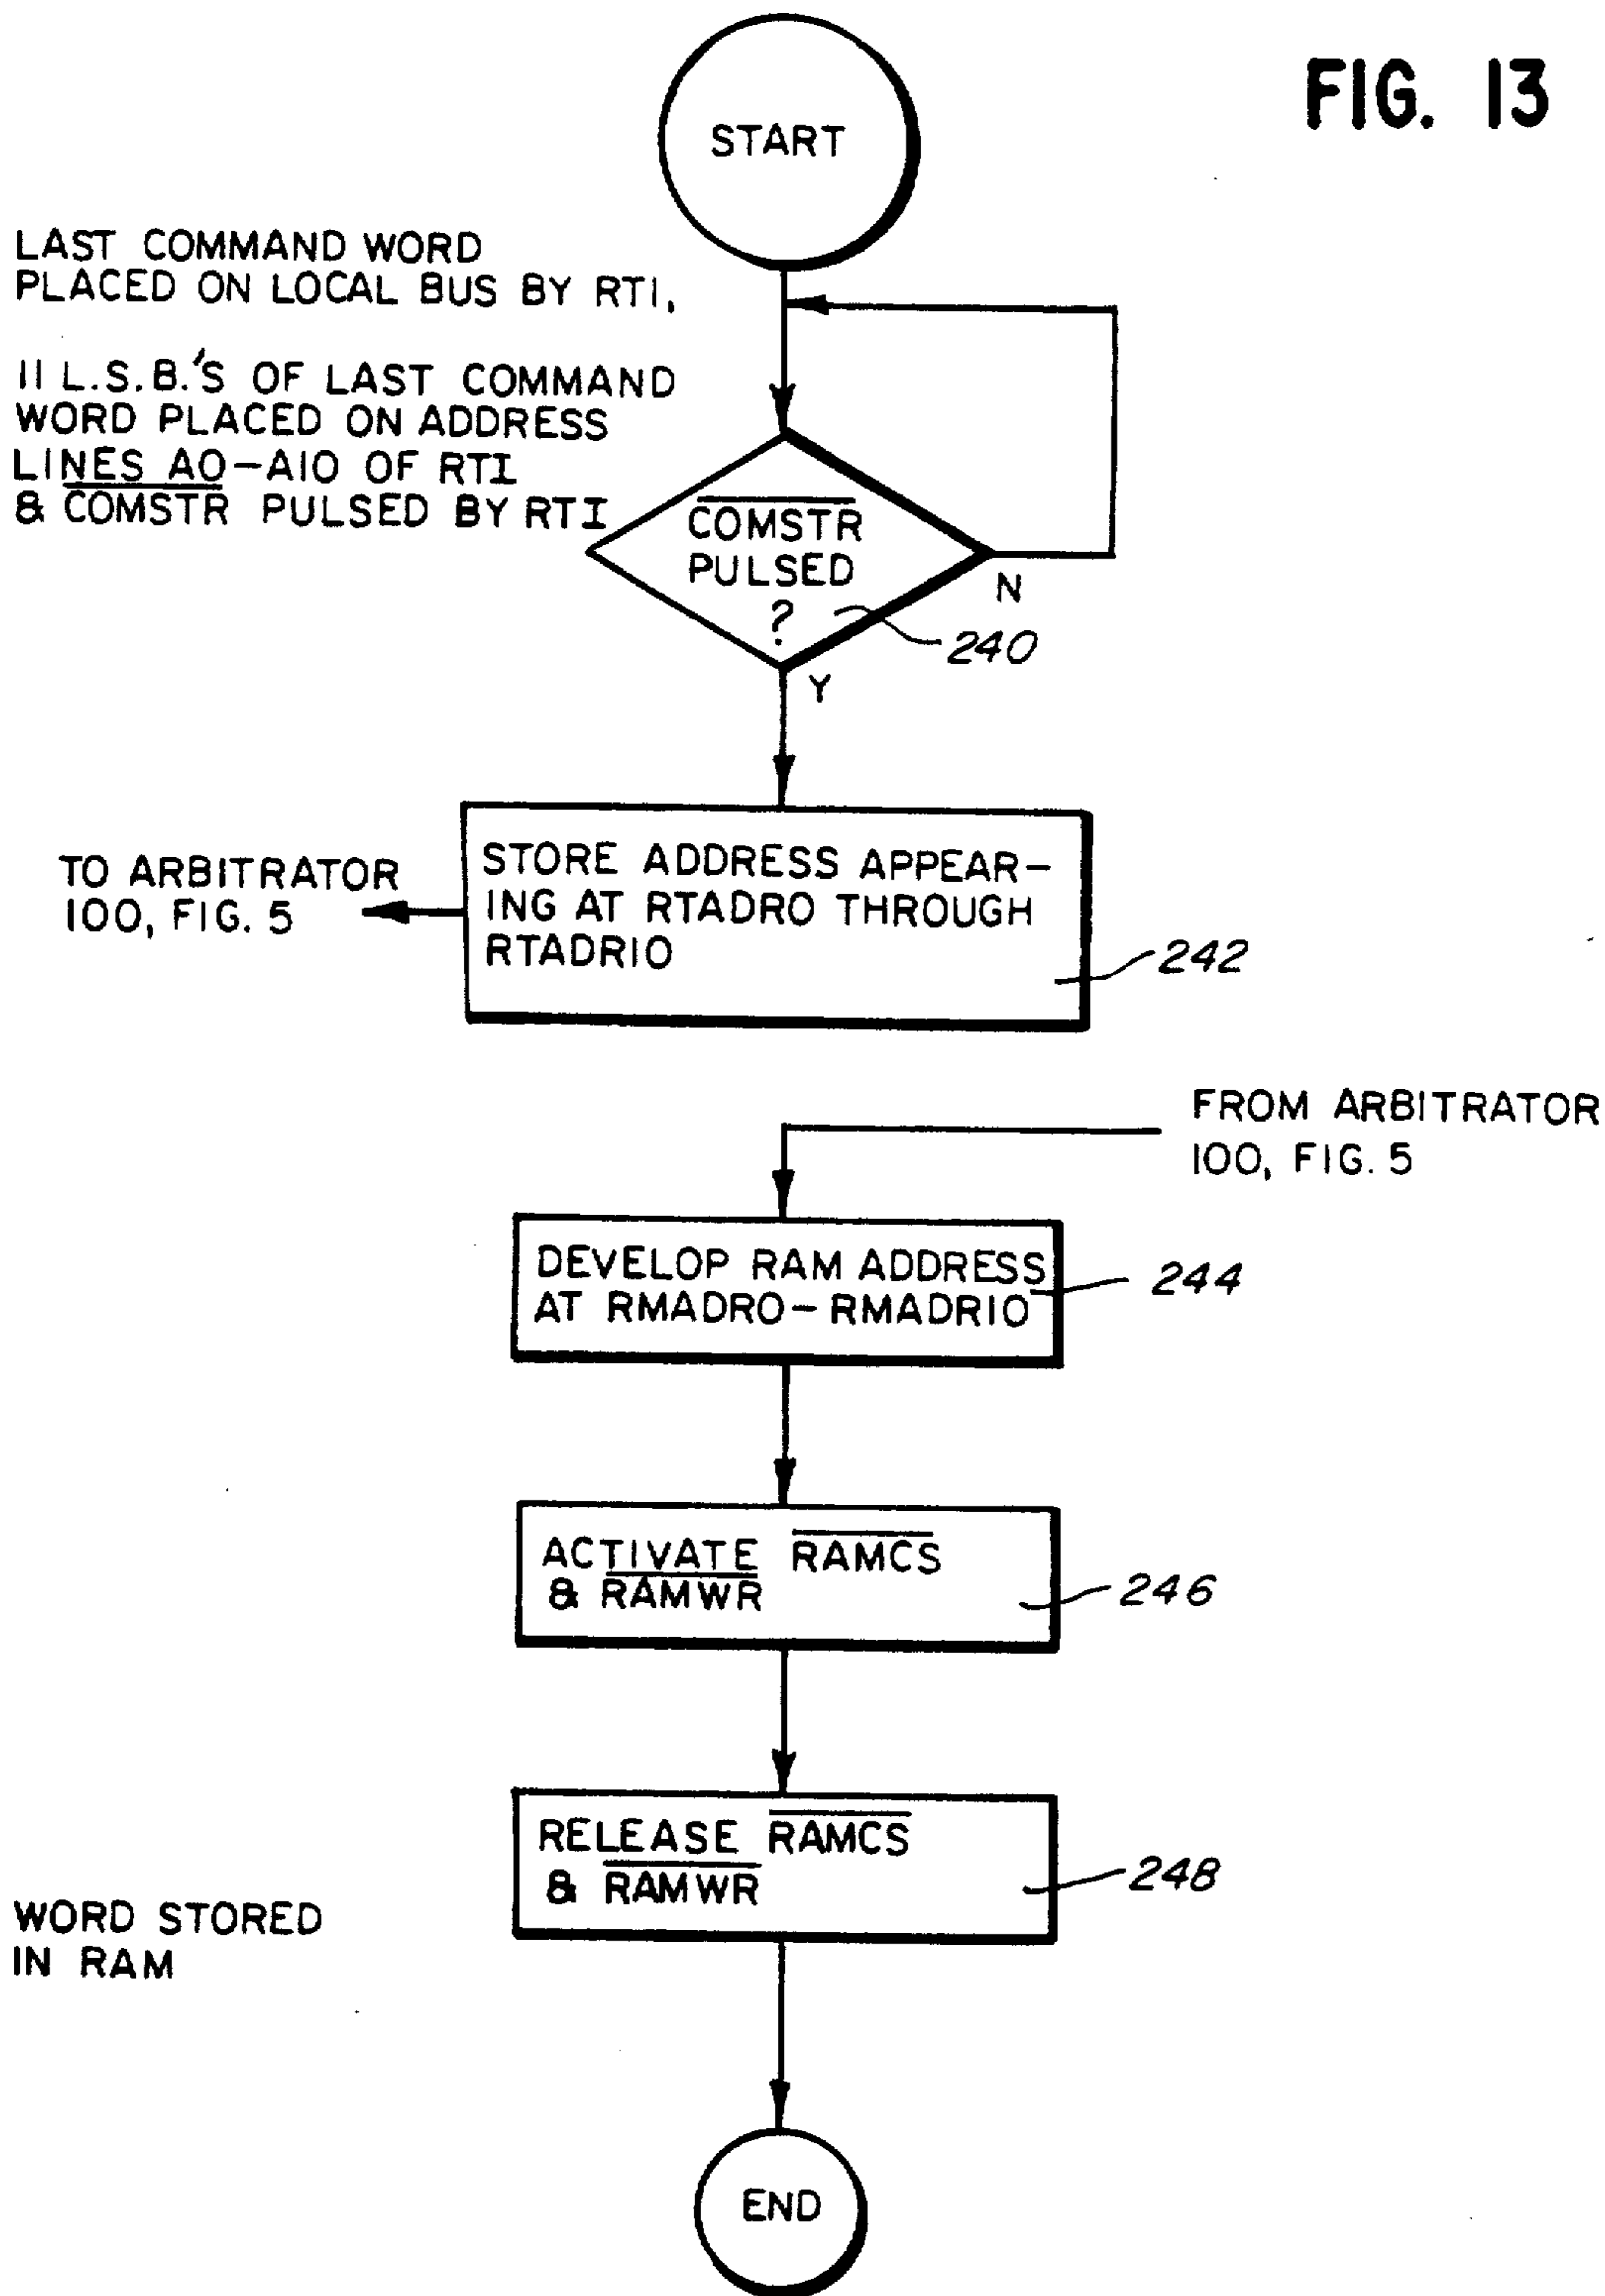 FIG. 13
START
LAST COMMAND WORD
PLACED ON LOCAL BUS BY RTI,
11 L.S.B.'S OF LAST COMMAND
WORD PLACED ON ADDRESS
LINES A0-A10 OF RTI
& COMSTR PULSED BY RTI
COMSTR
PULSED
?
N
240
Y
TO ARBITRATOR
100, FIG. 5
STORE ADDRESS APPEAR-
ING AT RTADR0 THROUGH
RTADR10
242
FROM ARBITRATOR
100, FIG. 5
DEVELOP RAM ADDRESS
AT RMADR0-RMADR10
244
ACTIVATE RAMCS
& RAMWR
246
RELEASE RAMCS
& RAMWR
248
WORD STORED
IN RAM
END